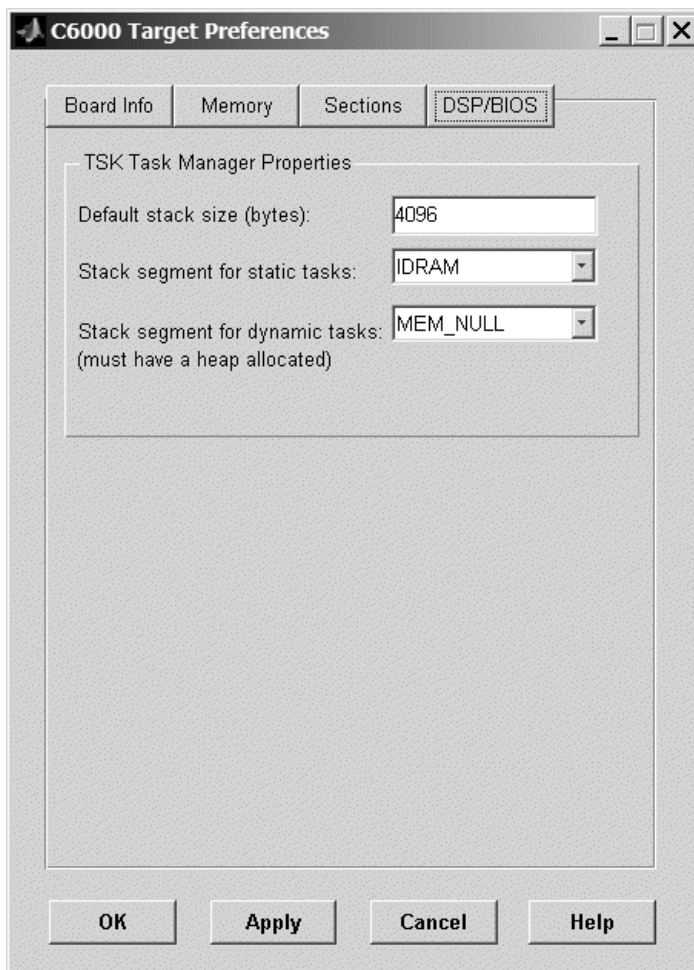 C6000 Target Preferences
Board Info Memory Sections DSP/BIOS
TSK Task Manager Properties
Default stack size (bytes): 4096
Stack segment for static tasks: IDRAM
Stack segment for dynamic tasks: MEM_NULL
(must have a heap allocated)
OK Apply Cancel Help